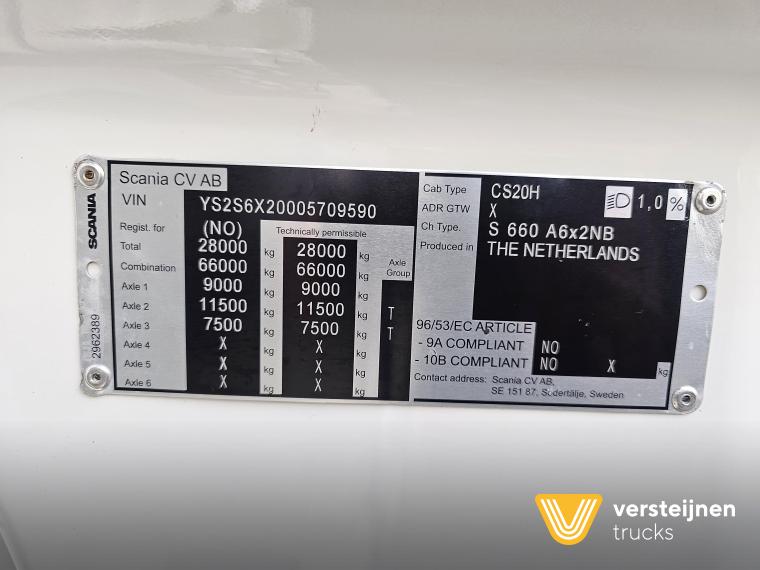 SCANIA
2962389
Scania CV AB
VIN YS2S6X20005709590
Regist. for (NO) Technically permissible
Total 28000 kg 28000 kg
Combination 66000 kg 66000 kg Axle Group
Axle 1 9000 kg 9000 kg
Axle 2 11500 kg 11500 kg T
Axle 3 7500 kg 7500 kg T
Axle 4 X kg X kg
Axle 5 X kg X kg
Axle 6 X kg X kg
Cab Type CS20H 1,0 %
ADR GTW X
Ch. Type. S 660 A6x2NB
Produced in THE NETHERLANDS
96/53/EC ARTICLE
- 9A COMPLIANT NO
- 10B COMPLIANT NO X kg
Contact address: Scania CV AB,
SE 151 87, Södertälje, Sweden
versteijnen
trucks